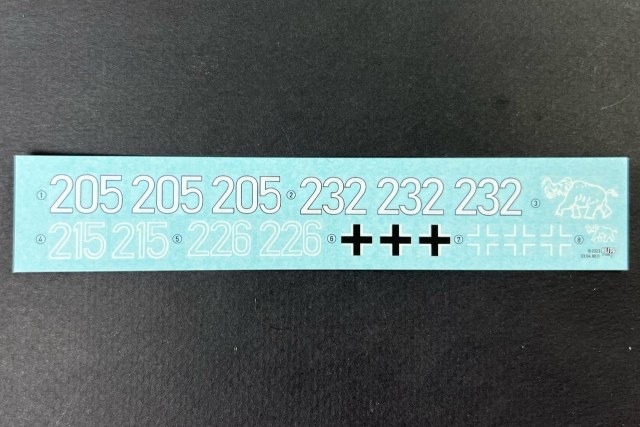 ① 205 205 205 ② 232 232 232 ③
④ 215 215 ⑤ 226 226 ⑥ ⑦ ⑧